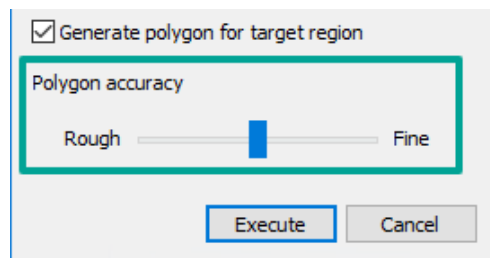 Generate polygon for target region
Polygon accuracy
Rough Fine
Execute Cancel